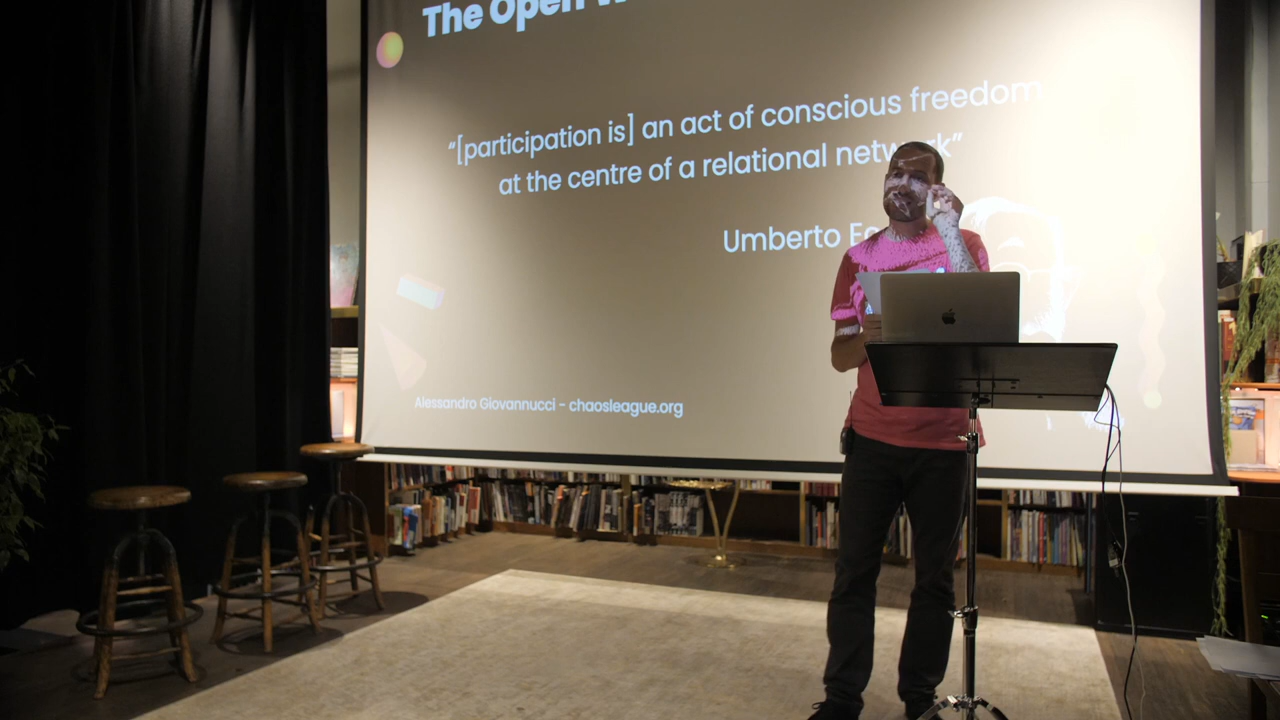 The Open
“[participation is] an act of conscious freedom
at the centre of a relational network”
Umberto
Alessandro Giovannucci - chaosleague.org